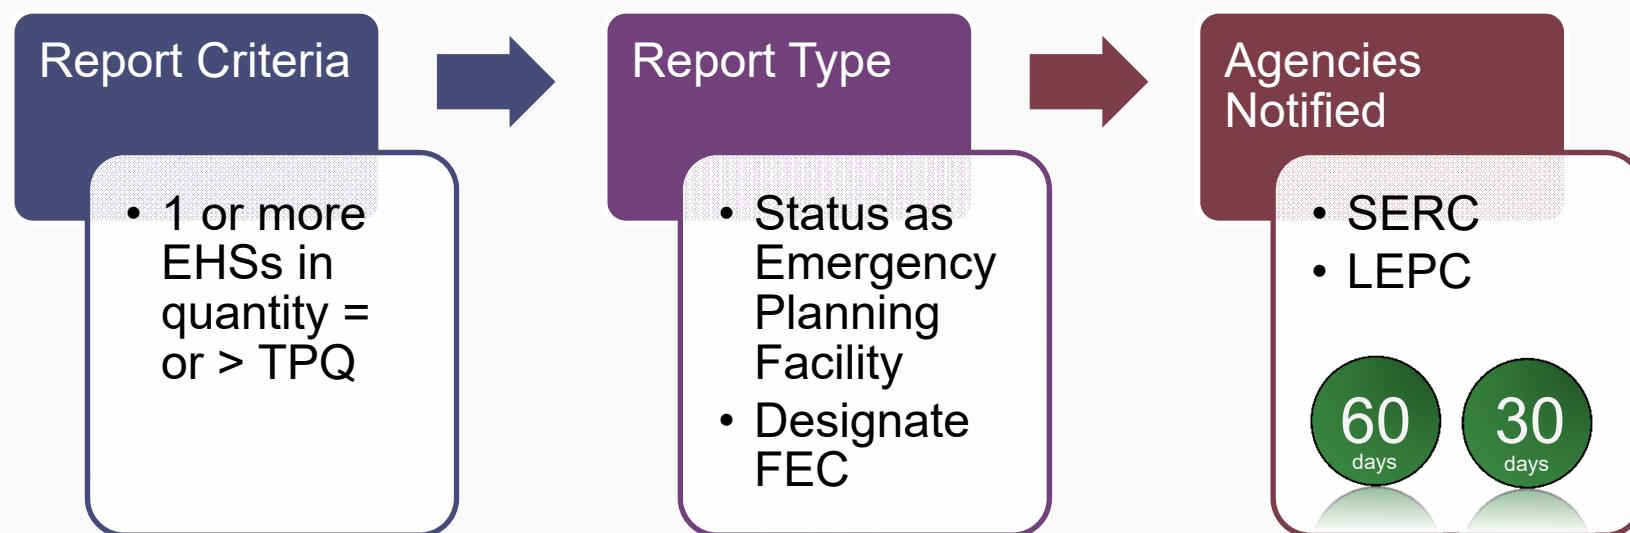 Report Criteria
• 1 or more
EHSs in
quantity =
or > TPQ
Report Type
• Status as
Emergency
Planning
Facility
• Designate
FEC
Agencies
Notified
• SERC
• LEPC
60
days
30
days